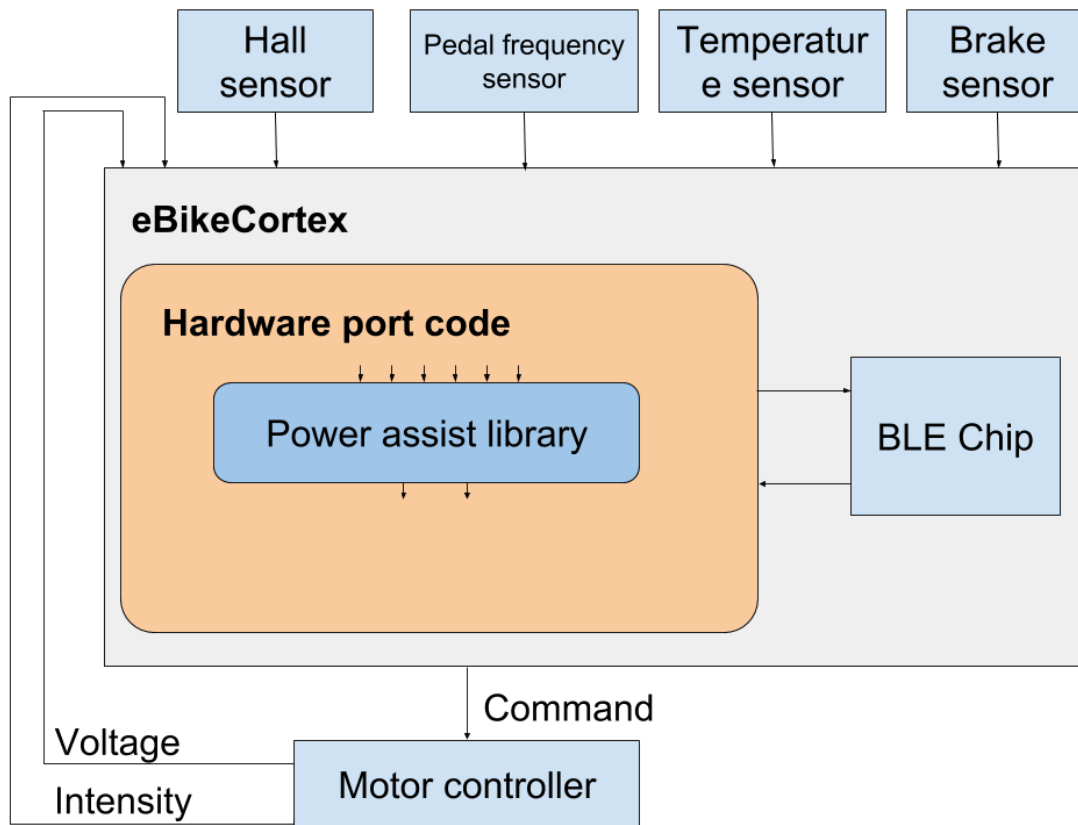 Hall
sensor
Pedal frequency
sensor
Temperatur
e sensor
Brake
sensor
eBikeCortex
Hardware port code
Power assist library
BLE Chip
Command
Voltage
Intensity
Motor controller